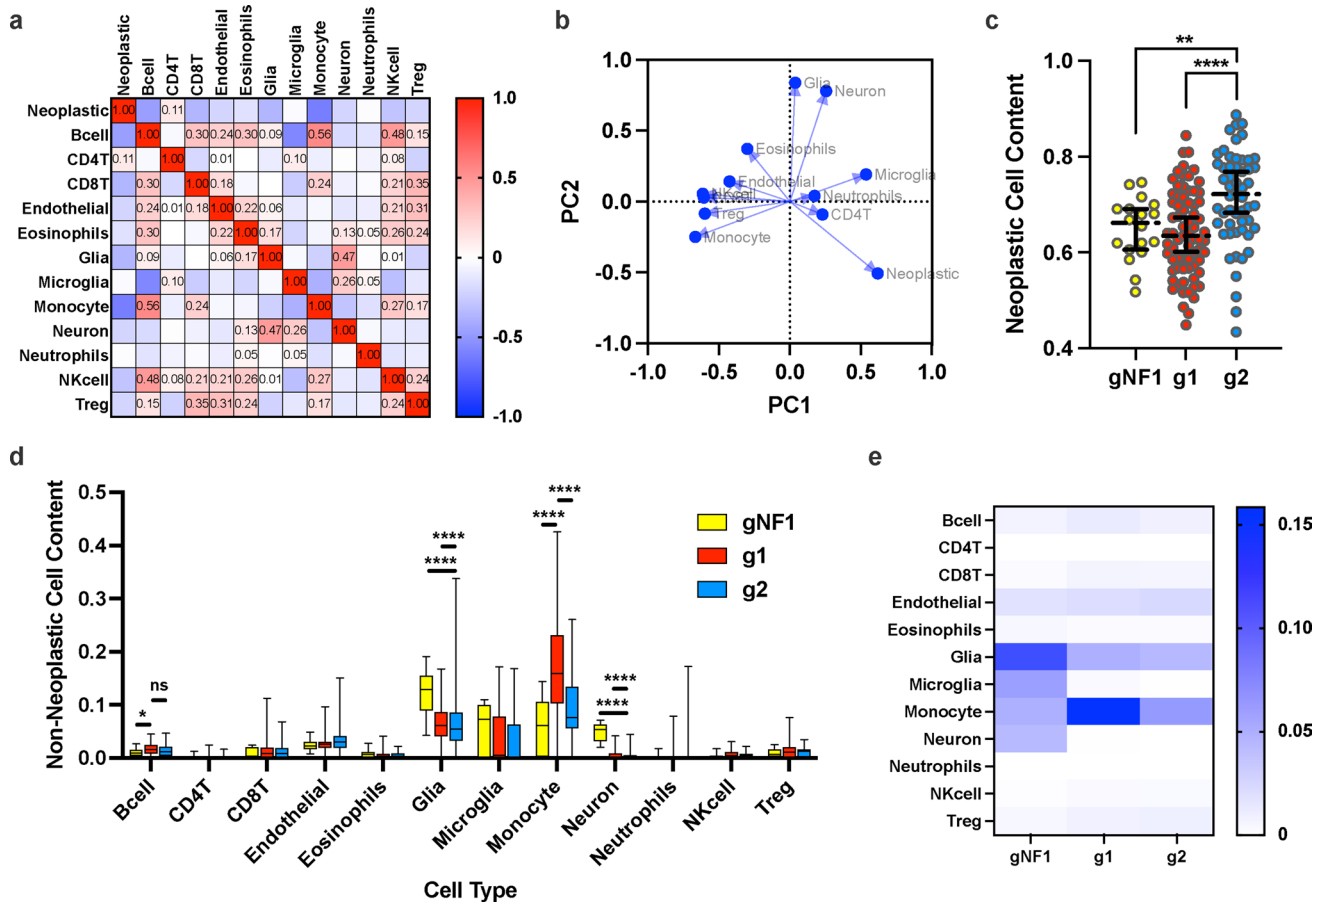 a
Neoplastic
Bcell
CD4T
CD8T
Endothelial
Eosinophils
Glia
Microglia
Monocyte
Neuron
Neutrophils
NKcell
Treg
Neoplastic 1.00 0.11
Bcell 1.00 0.30 0.24 0.30 0.09 0.56 0.48 0.15
CD4T 0.11 1.00 0.01 0.10 0.08
CD8T 0.30 1.00 0.18 0.24 0.21 0.35
Endothelial 0.24 0.01 0.18 1.00 0.22 0.06 0.21 0.31
Eosinophils 0.30 0.22 1.00 0.17 0.13 0.05 0.26 0.24
Glia 0.09 0.06 0.17 1.00 0.47 0.01
Microglia 0.10 1.00 0.26 0.05
Monocyte 0.56 0.24 1.00 0.27 0.17
Neuron 0.13 0.47 0.26 1.00
Neutrophils 0.05 0.05 1.00
NKcell 0.48 0.08 0.21 0.21 0.26 0.01 0.27 1.00 0.24
Treg 0.15 0.35 0.31 0.24 0.17 0.24 1.00
1.0
0.5
0
-0.5
-1.0
b
PC2
1.0
0.5
0.0
-0.5
-1.0
Glia
Neuron
Eosinophils
Endothelial
Microglia
Neutrophils
Treg
CD4T
Monocyte
Neoplastic
-1.0 -0.5 0.0 0.5 1.0
PC1
c
Neoplastic Cell Content
**
****
1.0
0.8
0.6
0.4
gNF1 g1 g2
d
Non-Neoplastic Cell Content
0.5
0.4
0.3
0.2
0.1
0.0
ns
*
****
****
****
****
****
****
gNF1
g1
g2
Bcell
CD4T
CD8T
Endothelial
Eosinophils
Glia
Microglia
Monocyte
Neuron
Neutrophils
NKcell
Treg
Cell Type
e
Bcell
CD4T
CD8T
Endothelial
Eosinophils
Glia
Microglia
Monocyte
Neuron
Neutrophils
NKcell
Treg
gNF1 g1 g2
0.15
0.10
0.05
0